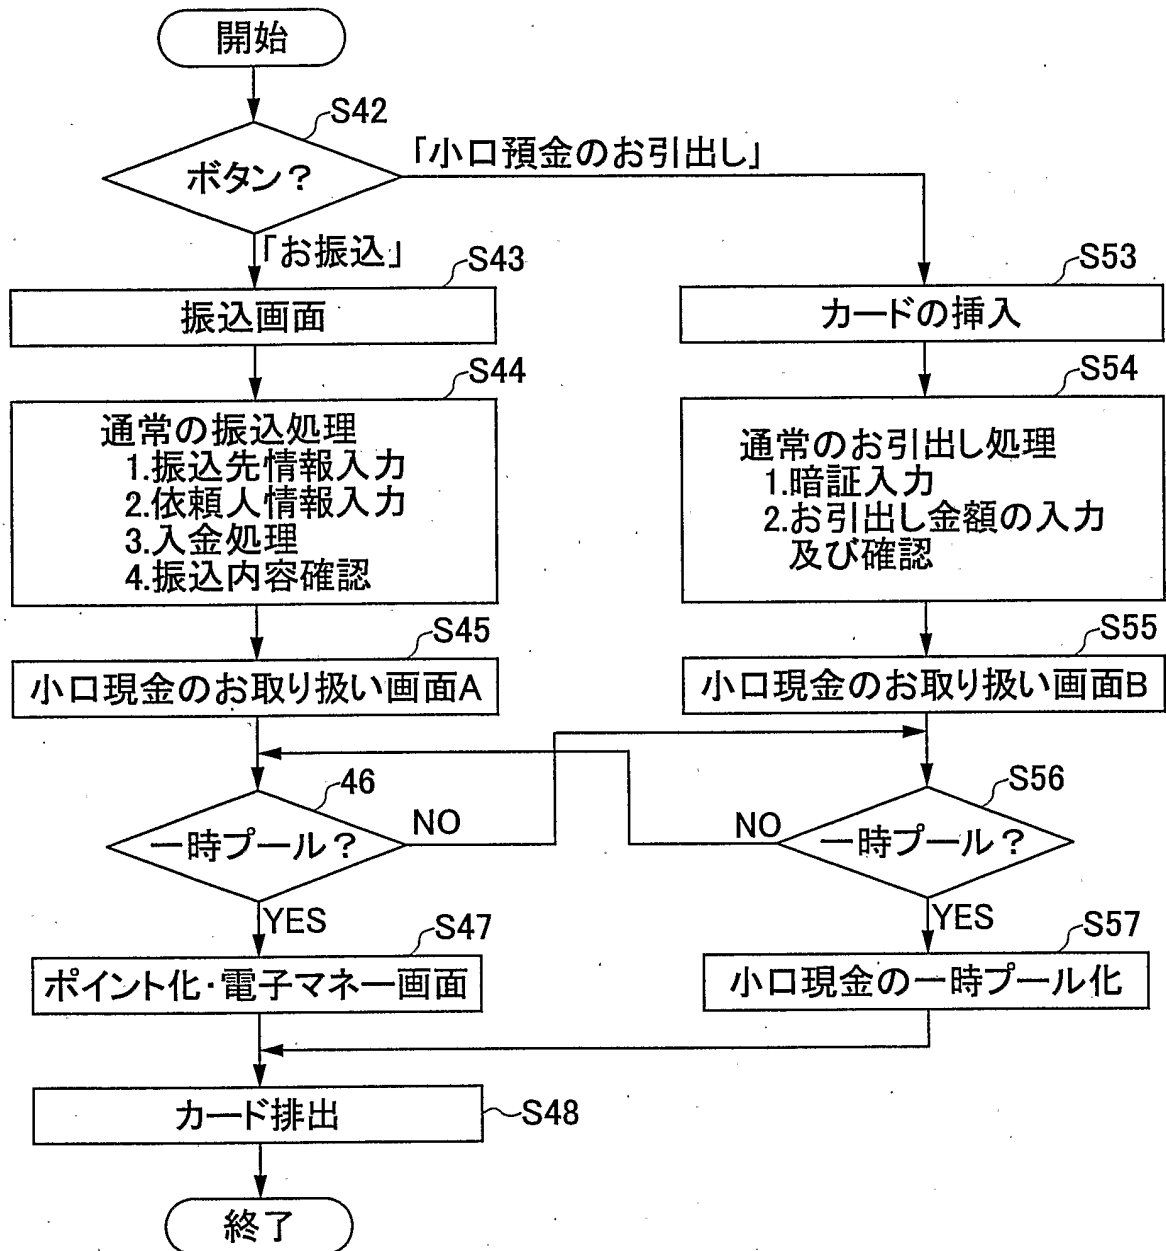 開始
S42
ボタン？
「小口預金のお引出し」
「お振込」
S43
振込画面
S53
カードの挿入
S44
通常の振込処理
1.振込先情報入力
2.依頼人情報入力
3.入金処理
4.振込内容確認
S54
通常のお引出し処理
1.暗証入力
2.お引出し金額の入力
及び確認
S45
小口現金のお取り扱い画面A
S55
小口現金のお取り扱い画面B
46
一時プール？
NO
YES
S56
一時プール？
NO
YES
S47
ポイント化・電子マネー画面
S57
小口現金の一時プール化
カード排出
S48
終了